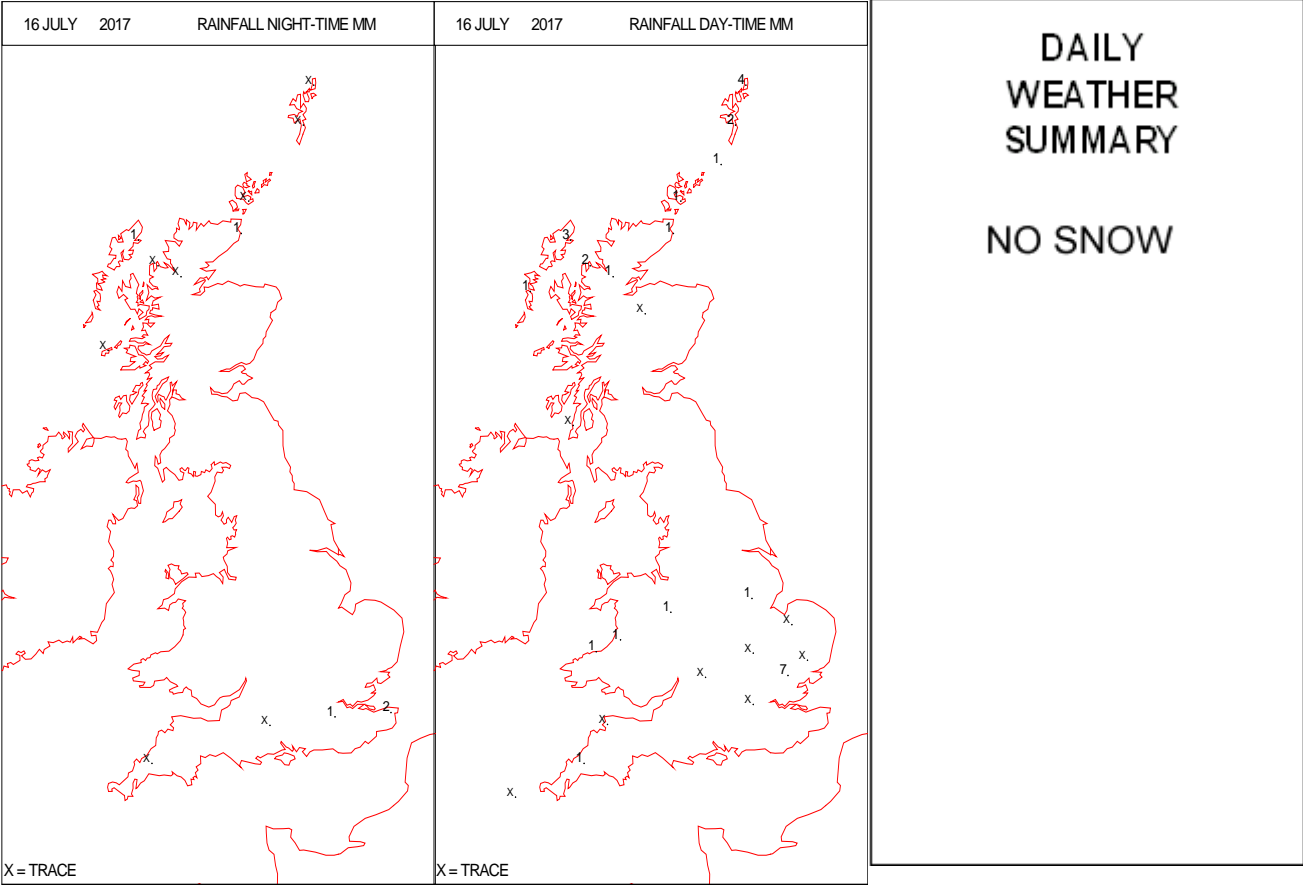 16 JULY 2017 RAINFALL NIGHT-TIME MM
x.
x.
x.
1.
1.
x.
x.
x.
x.
1.
2.
x.
X = TRACE
16 JULY 2017 RAINFALL DAY-TIME MM
4.
2.
1.
1.
1.
3.
2.
1.
1.
x.
x.
1.
1.
x.
1.
1.
x.
x.
7.
x.
x.
x.
1.
x.
X = TRACE
DAILY
WEATHER
SUMMARY
NO SNOW